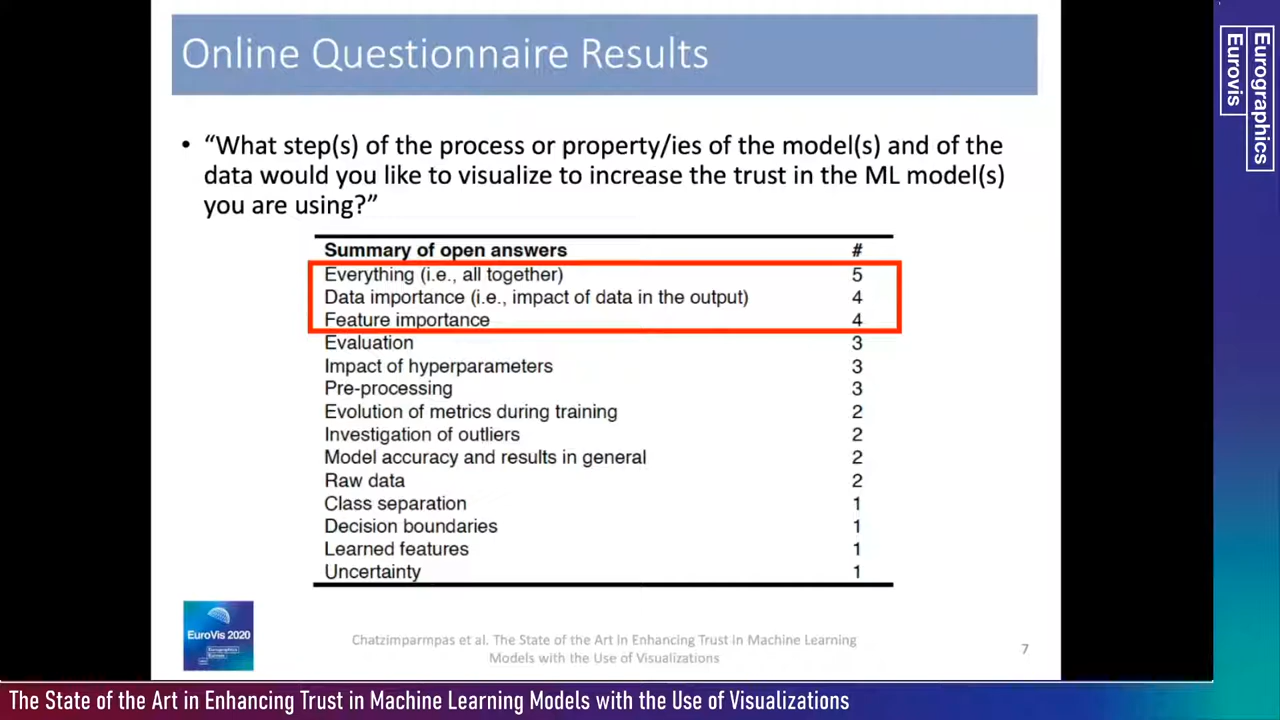 Online Questionnaire Results
• “What step(s) of the process or property/ies of the model(s) and of the
data would you like to visualize to increase the trust in the ML model(s)
you are using?”
Summary of open answers #
Everything (i.e., all together) 5
Data importance (i.e., impact of data in the output) 4
Feature importance 4
Evaluation 3
Impact of hyperparameters 3
Pre-processing 3
Evolution of metrics during training 2
Investigation of outliers 2
Model accuracy and results in general 2
Raw data 2
Class separation 1
Decision boundaries 1
Learned features 1
Uncertainty 1
EuroVis 2020
Chatzimparmpas et al. The State of the Art in Enhancing Trust in Machine Learning
Models with the Use of Visualizations
7
Eurographics
Eurovis
The State of the Art in Enhancing Trust in Machine Learning Models with the Use of Visualizations